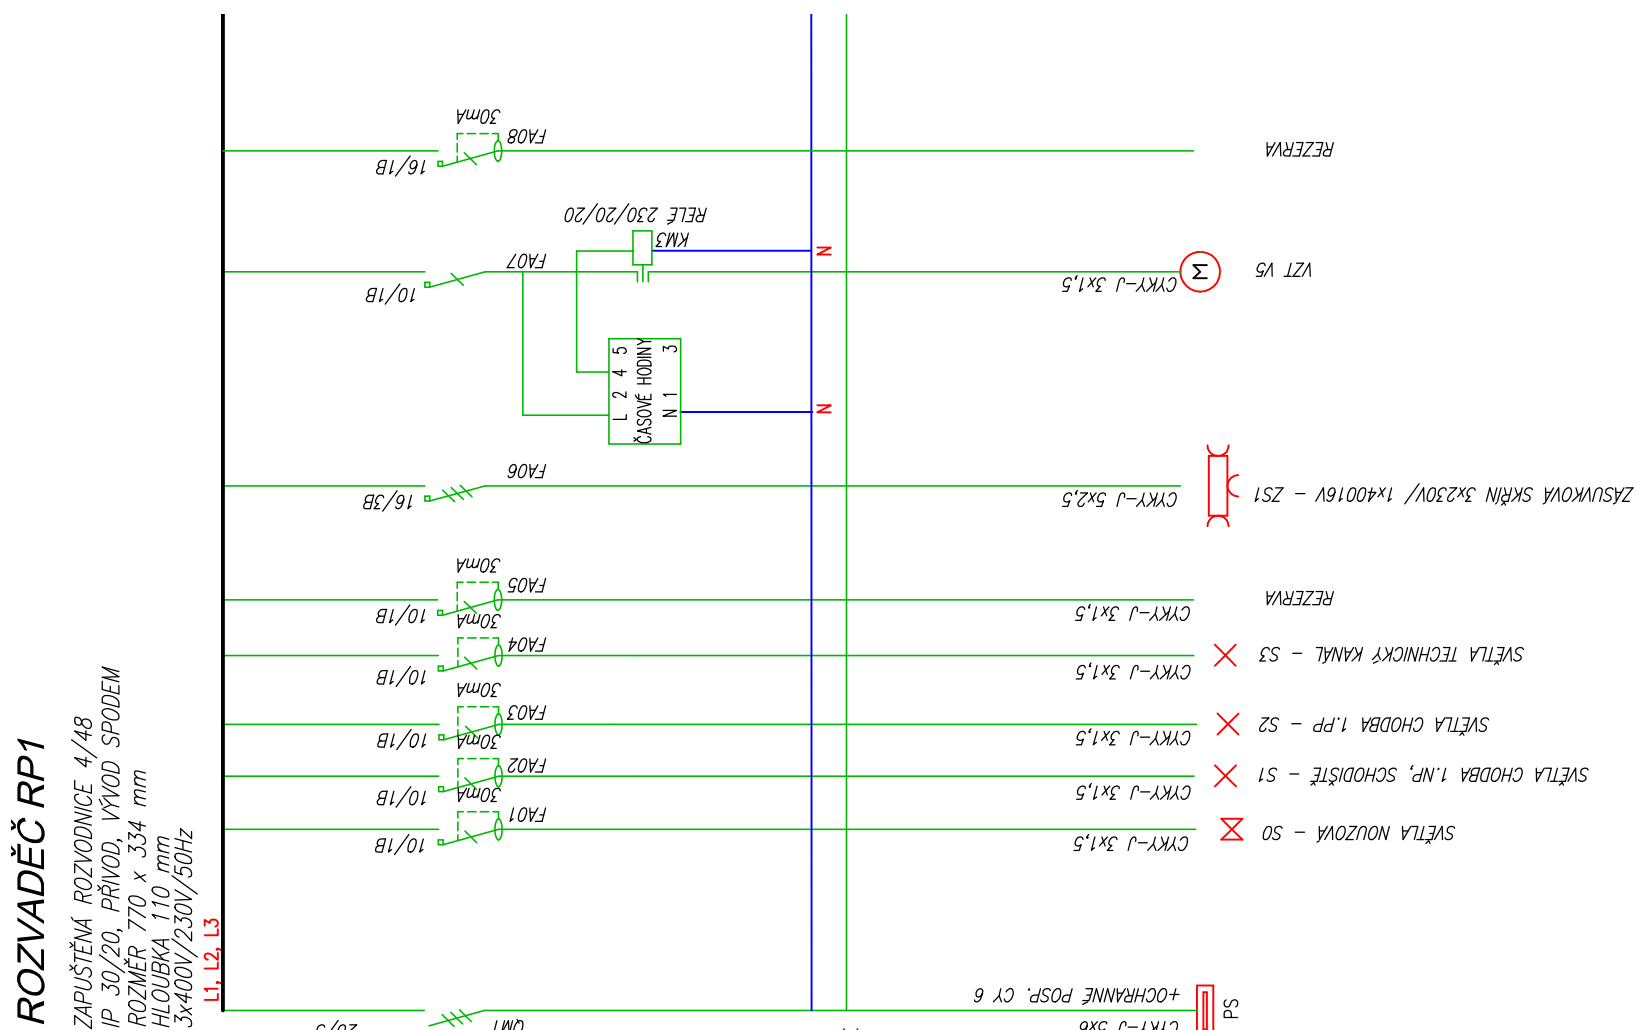 ROZVADĚČ RP1
ZAPUŠTĚNÁ ROZVODNICE 4/48
IP 30/20, PŘÍVOD, VÝVOD SPODEM
ROZMĚR 770 x 334 mm
HLOUBKA 110 mm
3x400V/230V/50Hz
L1, L2, L3
30mA
FA08
16/1B
REZERVA
RELÉ 230/20/20
KM3
N
FA07
10/1B
CYKY-J 3x1,5
M
VZT V5
L 2 4 5
ČASOVÉ HODINY
N 1 3
N
FA06
16/3B
CYKY-J 5x2,5
ZÁSUVKOVÁ SKŘÍŇ 3x230V/ 1x40016V - ZS1
30mA
FA05
10/1B
CYKY-J 3x1,5
REZERVA
30mA
FA04
10/1B
CYKY-J 3x1,5
SVĚTLA TECHNICKÝ KANÁL - S3
30mA
FA03
10/1B
CYKY-J 3x1,5
SVĚTLA CHODBA 1.PP - S2
30mA
FA02
10/1B
CYKY-J 3x1,5
SVĚTLA CHODBA 1.NP, SCHODIŠTĚ - S1
30mA
FA01
10/1B
CYKY-J 3x1,5
SVĚTLA NOUZOVÁ - S0
+OCHRANNÉ POSP. CY 6
CYKY-J 5x6
QM1
PS